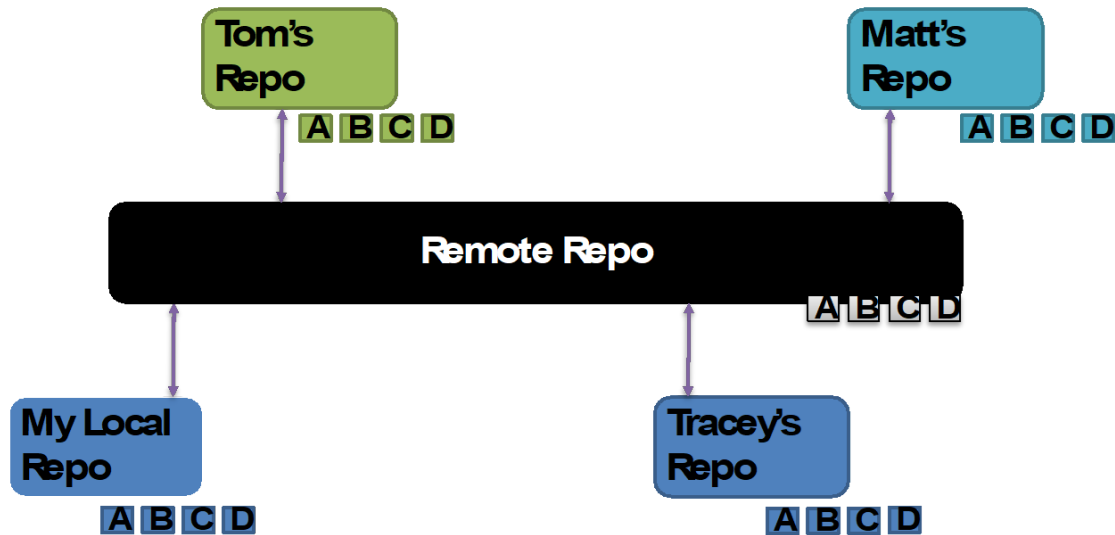 Tom's
Repo
A B C D
Matt's
Repo
A B C D
Remote Repo
A B C D
My Local
Repo
A B C D
Tracey's
Repo
A B C D